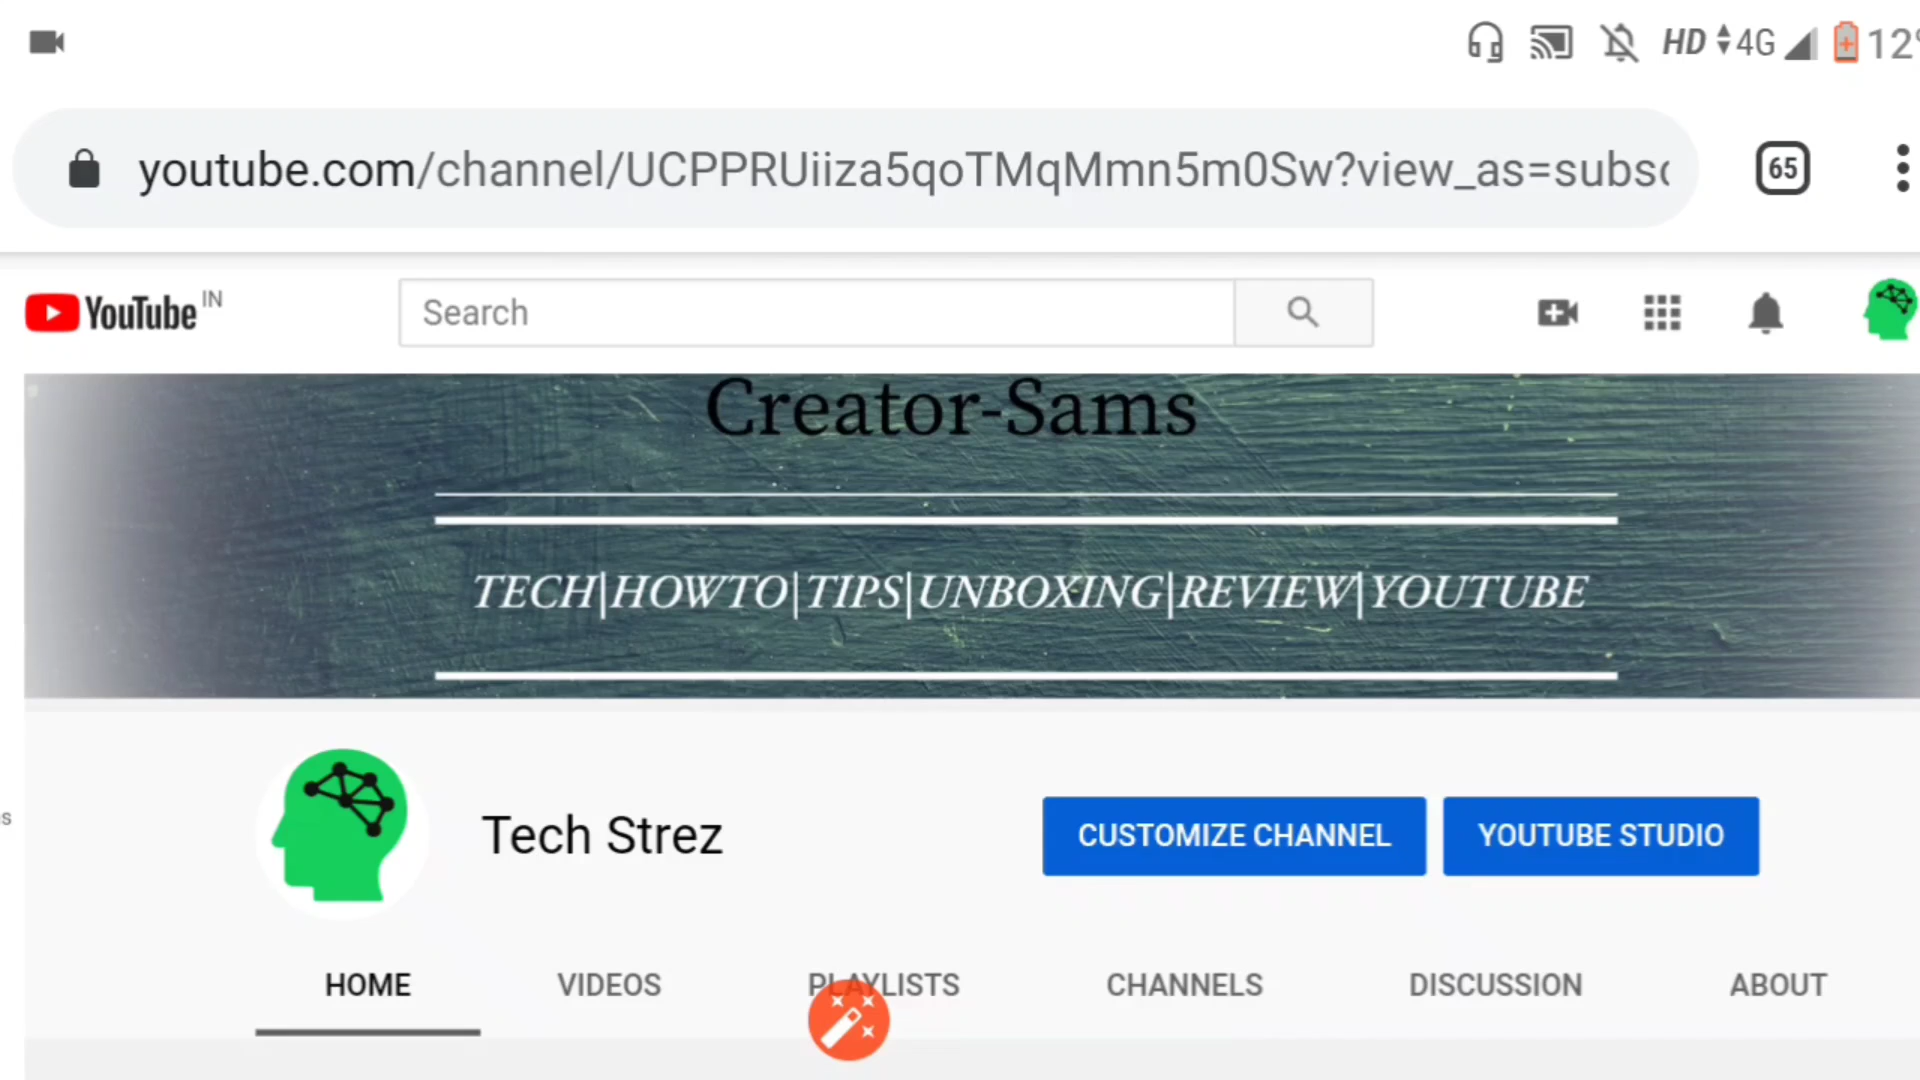 HD 4G 12
youtube.com/channel/UCPPRUiiza5qoTMqMmn5m0Sw?view_as=subsc
65
YouTube IN
Search
Creator-Sams
TECH|HOWTO|TIPS|UNBOXING|REVIEW|YOUTUBE
Tech Strez
CUSTOMIZE CHANNEL
YOUTUBE STUDIO
HOME VIDEOS PLAYLISTS CHANNELS DISCUSSION ABOUT